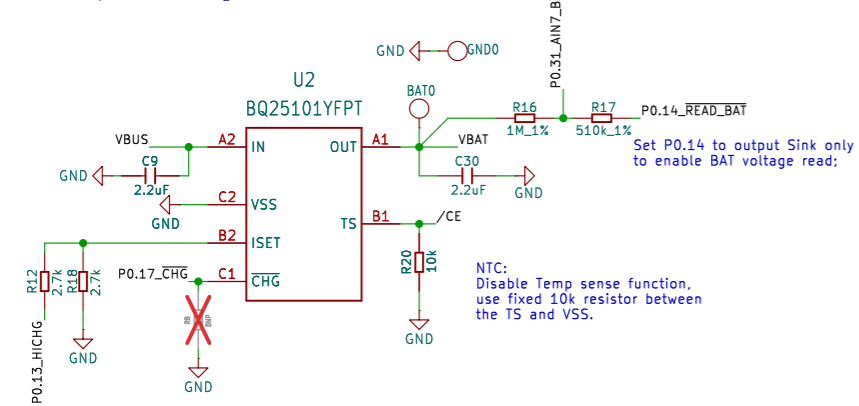 P0.31_AIN7_B
GND
GND0
U2
BQ25101YFPT
BAT0
R16
1M_1%
R17
510k_1%
P0.14_READ_BAT
Set P0.14 to output Sink only
to enable BAT voltage read;
VBUS
A2
IN
OUT
A1
VBAT
C9
2.2uF
GND
C30
2.2uF
GND
C2
VSS
GND
TS
B1
/CE
B2
ISET
R20
10k
R12
2.7k
R18
2.7k
P0.17_CHG
C1
CHG
NTC:
Disable Temp sense function,
use fixed 10k resistor between
the TS and VSS.
DNP
GND
GND
GND
P0.13_HICHG